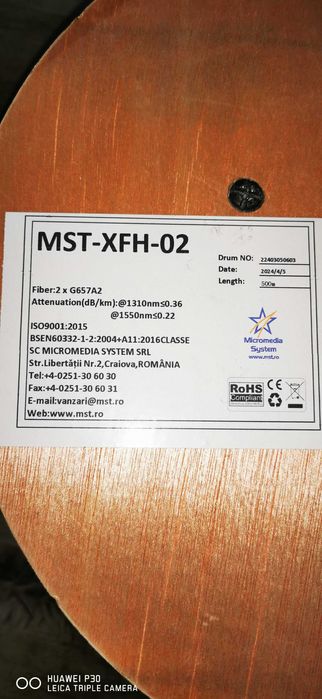 MST-XFH-02
Drum NO: 22403050603
Date: 2024/4/5
Length: 500m
Fiber:2 x G657A2
Attenuation(dB/km):@1310nm≤0.36
@1550nm≤0.22
ISO9001:2015
BSEN60332-1-2:2004+A11:2016CLASSE
SC MICROMEDIA SYSTEM SRL
Str.Libertății Nr.2,Craiova,ROMÂNIA
Tel:+4-0251-30 60 30
Fax:+4-0251-30 60 31
E-mail:vanzari@mst.ro
Web:www.mst.ro
Micromedia
System
www.mst.ro
RoHS
Compliant
CE
HUAWEI P30
LEICA TRIPLE CAMERA